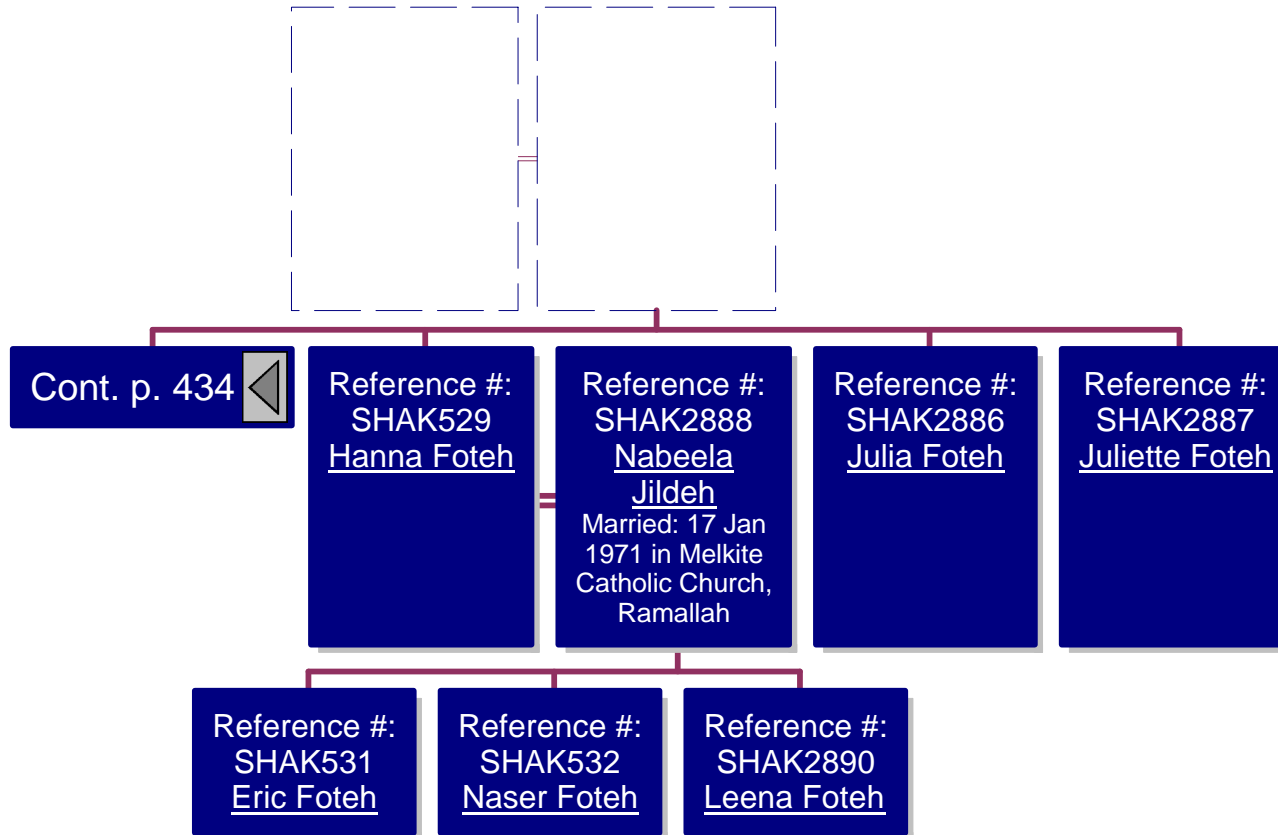 Cont. p. 434
Reference #:
SHAK529
Hanna Foteh
Reference #:
SHAK2888
Nabeela
Jildeh
Married: 17 Jan
1971 in Melkite
Catholic Church,
Ramallah
Reference #:
SHAK2886
Julia Foteh
Reference #:
SHAK2887
Juliette Foteh
Reference #:
SHAK531
Eric Foteh
Reference #:
SHAK532
Naser Foteh
Reference #:
SHAK2890
Leena Foteh